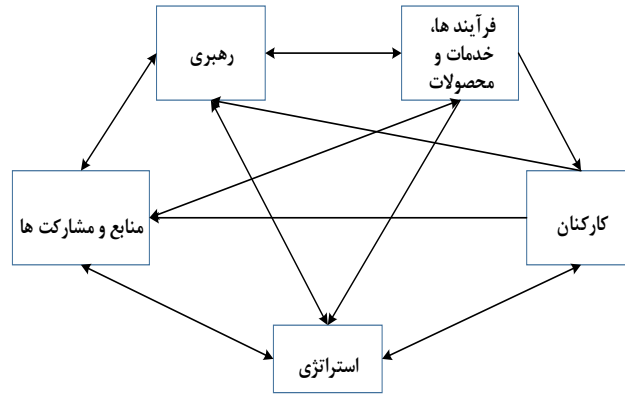 رهبری
فرآیند ها،
خدمات و
محصولات
منابع و مشارکت ها
کارکنان
استراتژی